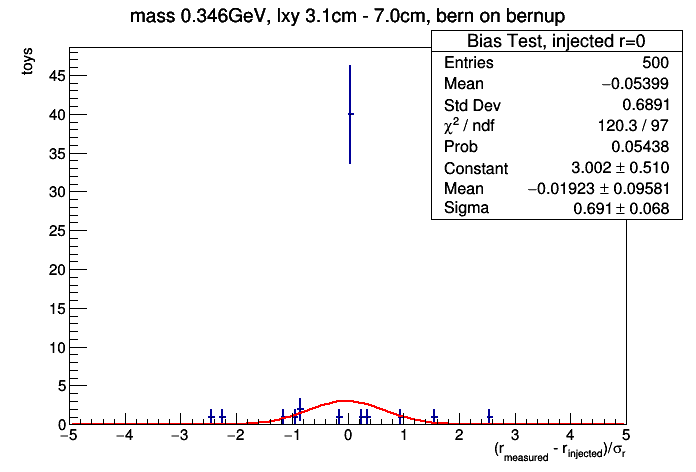 mass 0.346GeV, lxy 3.1cm - 7.0cm, bern on bernup
Bias Test, injected r=0
Entries 500
Mean −0.05399
Std Dev 0.6891
χ² / ndf 120.3 / 97
Prob 0.05438
Constant 3.002 ± 0.510
Mean −0.01923 ± 0.09581
Sigma 0.691 ± 0.068
toys
45
40
35
30
25
20
15
10
5
0
−5 −4 −3 −2 −1 0 1 2 3 4 5
(r_measured - r_injected)/σ_r